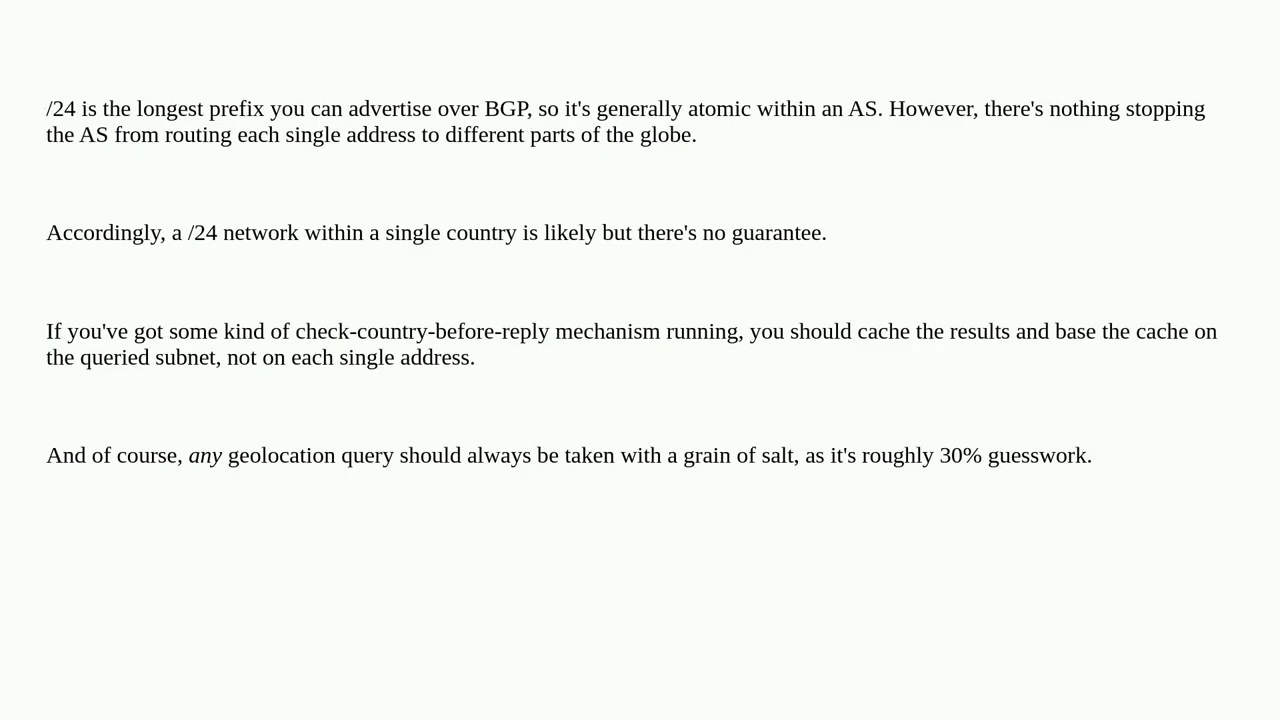 /24 is the longest prefix you can advertise over BGP, so it's generally atomic within an AS. However, there's nothing stopping
the AS from routing each single address to different parts of the globe.
Accordingly, a /24 network within a single country is likely but there's no guarantee.
If you've got some kind of check-country-before-reply mechanism running, you should cache the results and base the cache on
the queried subnet, not on each single address.
And of course, any geolocation query should always be taken with a grain of salt, as it's roughly 30% guesswork.